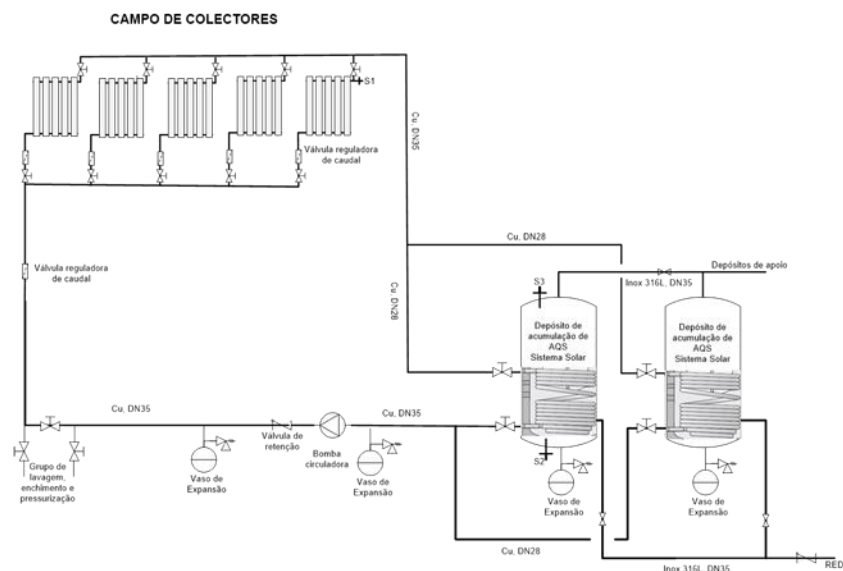 CAMPO DE COLECTORES
S1
Válvula reguladora
de caudal
Cu, DN35
Cu, DN28
Válvula reguladora
de caudal
Depósitos de apoio
S3
Inox 316L, DN35
Cu, DN28
Depósito de
acumulação de
AQS
Sistema Solar
Depósito de
acumulação de
AQS
Sistema Solar
Cu, DN35
Cu, DN35
Válvula de
retenção
Bomba
circuladora
S2
Grupo de
lavagem,
enchimento e
pressurização
Vaso de
Expansão
Vaso de
Expansão
Vaso de
Expansão
Vaso de
Expansão
Cu, DN28
Inox 316L, DN35
RED